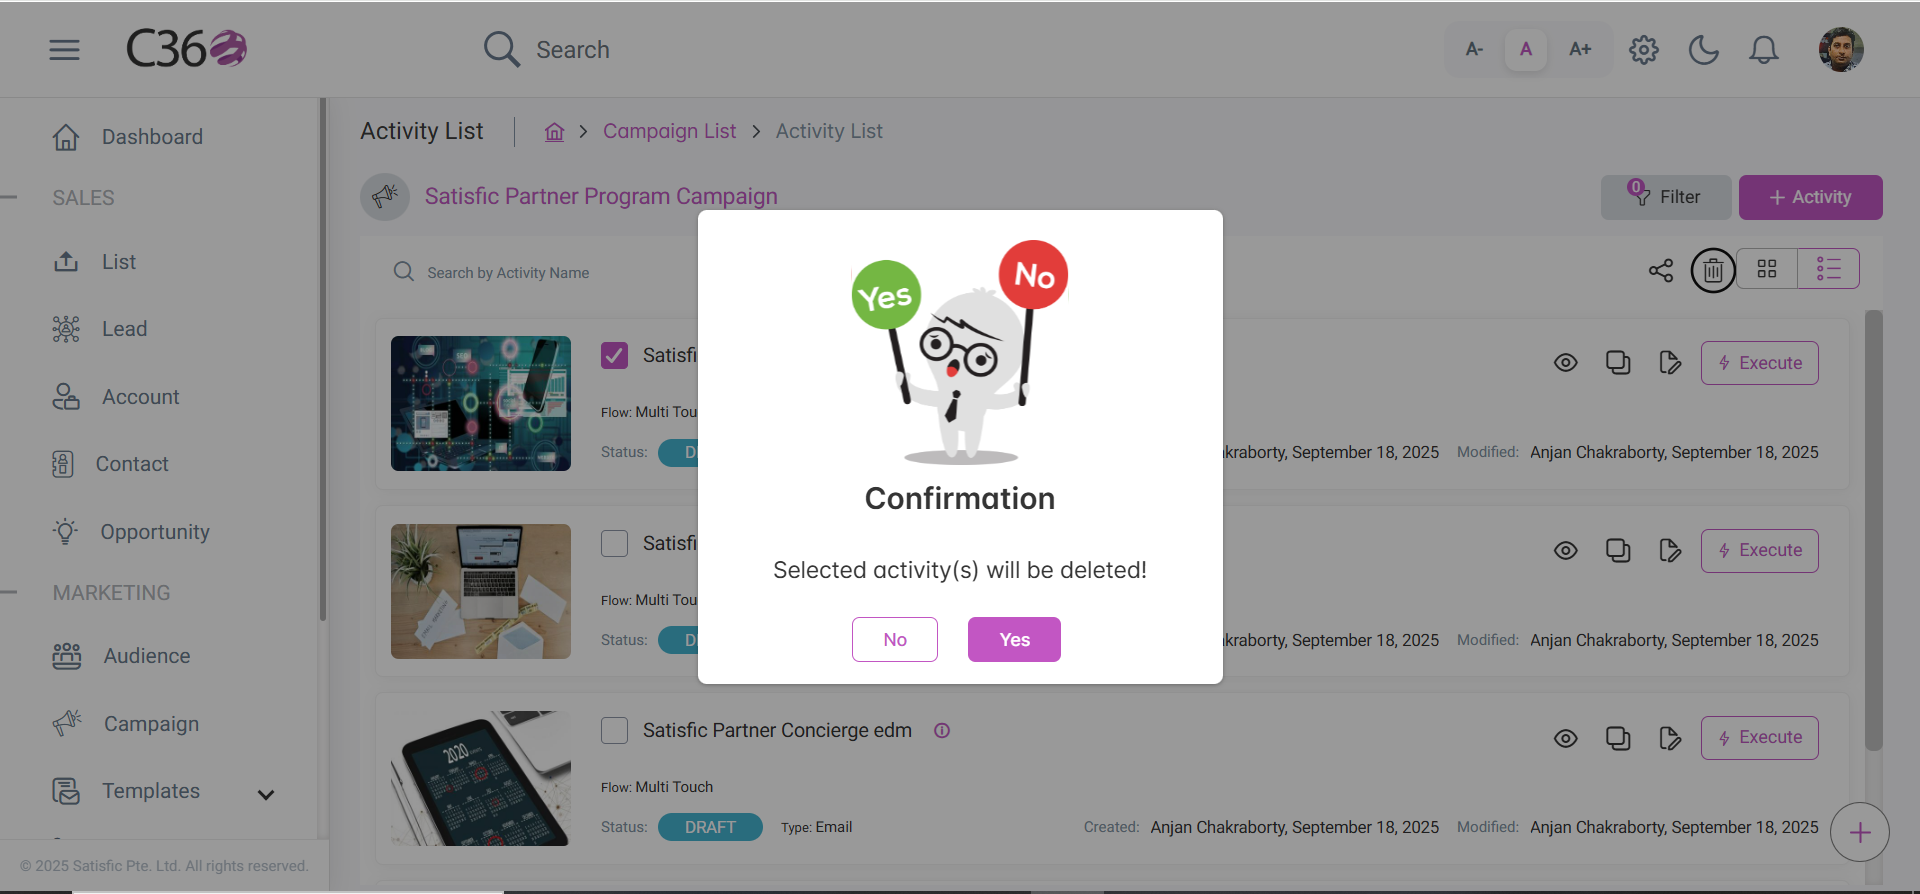 C360
Search
A- A A+
Dashboard
SALES
List
Lead
Account
Contact
Opportunity
MARKETING
Audience
Campaign
Templates
© 2025 Satisfic Pte. Ltd. All rights reserved.
Activity List
Campaign List
Activity List
Satisfic Partner Program Campaign
0 Filter
+ Activity
Search by Activity Name
Satisfi
Flow: Multi Tou
Status: D
kraborty, September 18, 2025 Modified: Anjan Chakraborty, September 18, 2025
Execute
Satisfi
Flow: Multi Tou
Status: D
kraborty, September 18, 2025 Modified: Anjan Chakraborty, September 18, 2025
Execute
2020
Satisfic Partner Concierge edm
Flow: Multi Touch
Status: DRAFT Type: Email
Created: Anjan Chakraborty, September 18, 2025 Modified: Anjan Chakraborty, September 18, 2025
Execute
Yes
No
Confirmation
Selected activity(s) will be deleted!
No
Yes